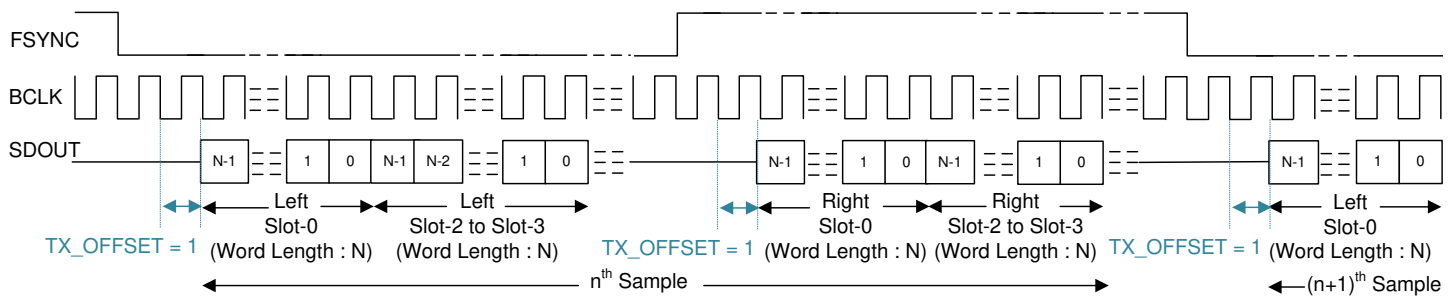 FSYNC
BCLK
SDOUT
N-1 1 0 N-1 N-2 1 0 N-1 1 0 N-1 1 0 N-1 1 0
Left Left Right Right Left
Slot-0 Slot-2 to Slot-3 Slot-0 Slot-2 to Slot-3 Slot-0
TX_OFFSET = 1 (Word Length : N) (Word Length : N) TX_OFFSET = 1 (Word Length : N) (Word Length : N) TX_OFFSET = 1 (Word Length : N)
nth Sample (n+1)th Sample